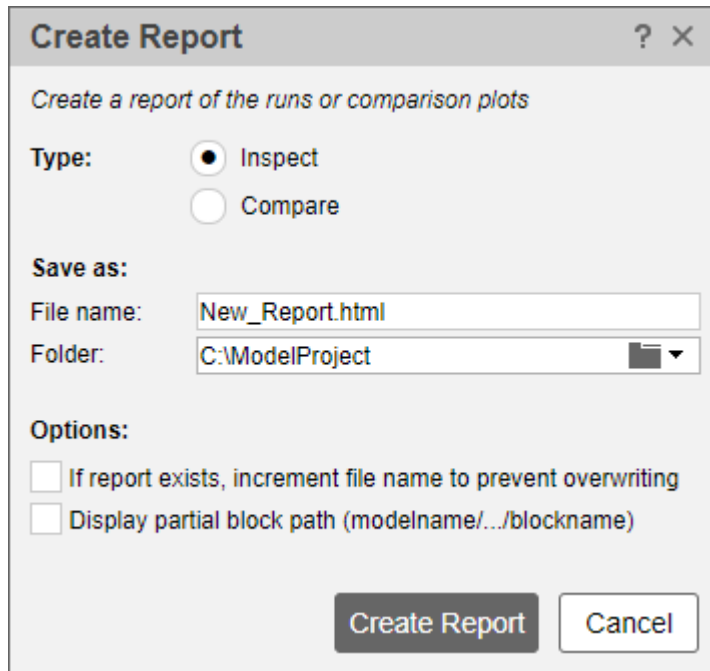 Create Report ? ×
Create a report of the runs or comparison plots
Type: Inspect
Compare
Save as:
File name: New_Report.html
Folder: C:\ModelProject
Options:
If report exists, increment file name to prevent overwriting
Display partial block path (modelname/.../blockname)
Create Report Cancel